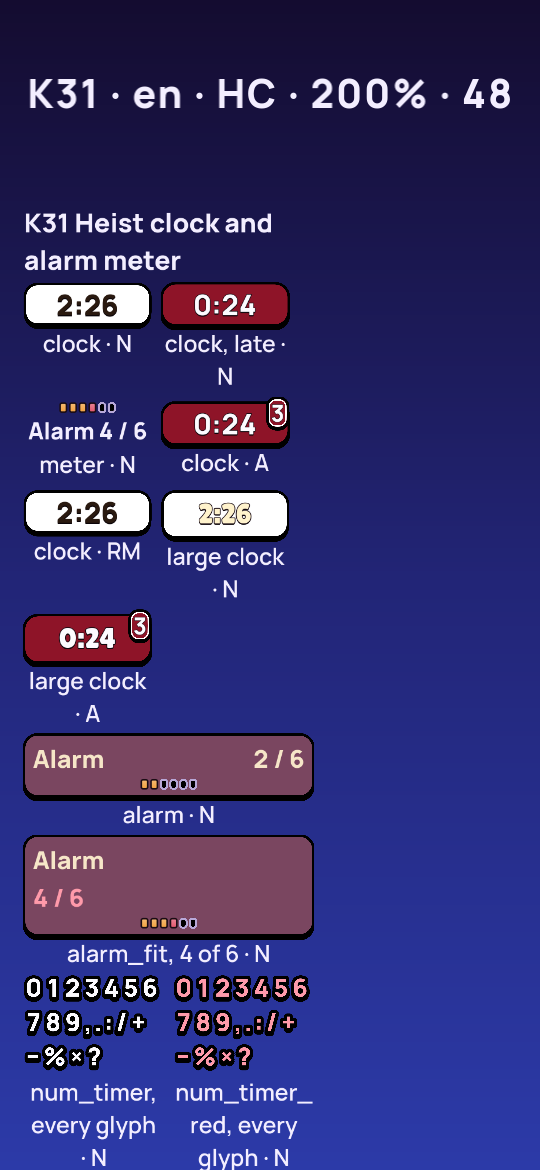 K31 · en · HC · 200% · 48
K31 Heist clock and
alarm meter
2:26
0:24
clock · N
clock, late ·
N
Alarm 4 / 6
meter · N
0:24
3
clock · A
2:26
clock · RM
2:26
large clock
· N
0:24
3
large clock
· A
Alarm 2 / 6
alarm · N
Alarm
4 / 6
alarm_fit, 4 of 6 · N
0123456
789,.:/+
−%×?
num_timer,
every glyph
· N
0123456
789,.:/+
−%×?
num_timer_
red, every
glyph · N